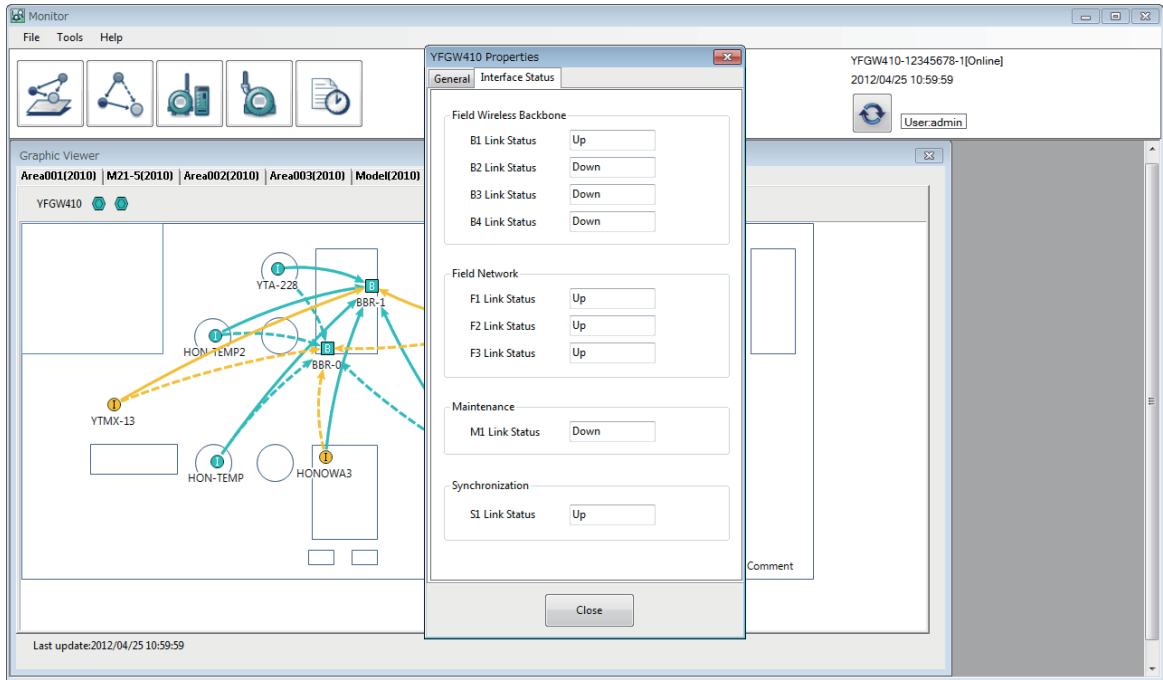 Monitor
File Tools Help
YFGW410-12345678-1[Online]
2012/04/25 10:59:59
User:admin
Graphic Viewer
Area001(2010) M21-5(2010) Area002(2010) Area003(2010) Model(2010)
YFGW410
YTA-228
B
BBR-1
I
HON-TEMP2
B
BBR-0
I
YTMX-13
I
HON-TEMP
I
HONOWA3
I
Comment
Last update:2012/04/25 10:59:59
YFGW410 Properties
General Interface Status
Field Wireless Backbone
B1 Link Status Up
B2 Link Status Down
B3 Link Status Down
B4 Link Status Down
Field Network
F1 Link Status Up
F2 Link Status Up
F3 Link Status Up
Maintenance
M1 Link Status Down
Synchronization
S1 Link Status Up
Close